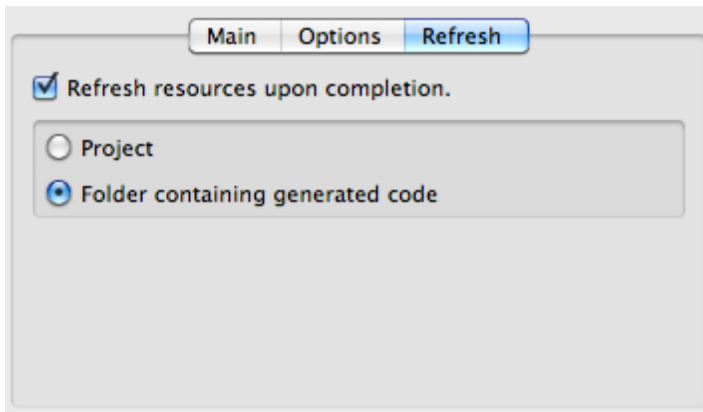 Main Options Refresh
Refresh resources upon completion.
Project
Folder containing generated code